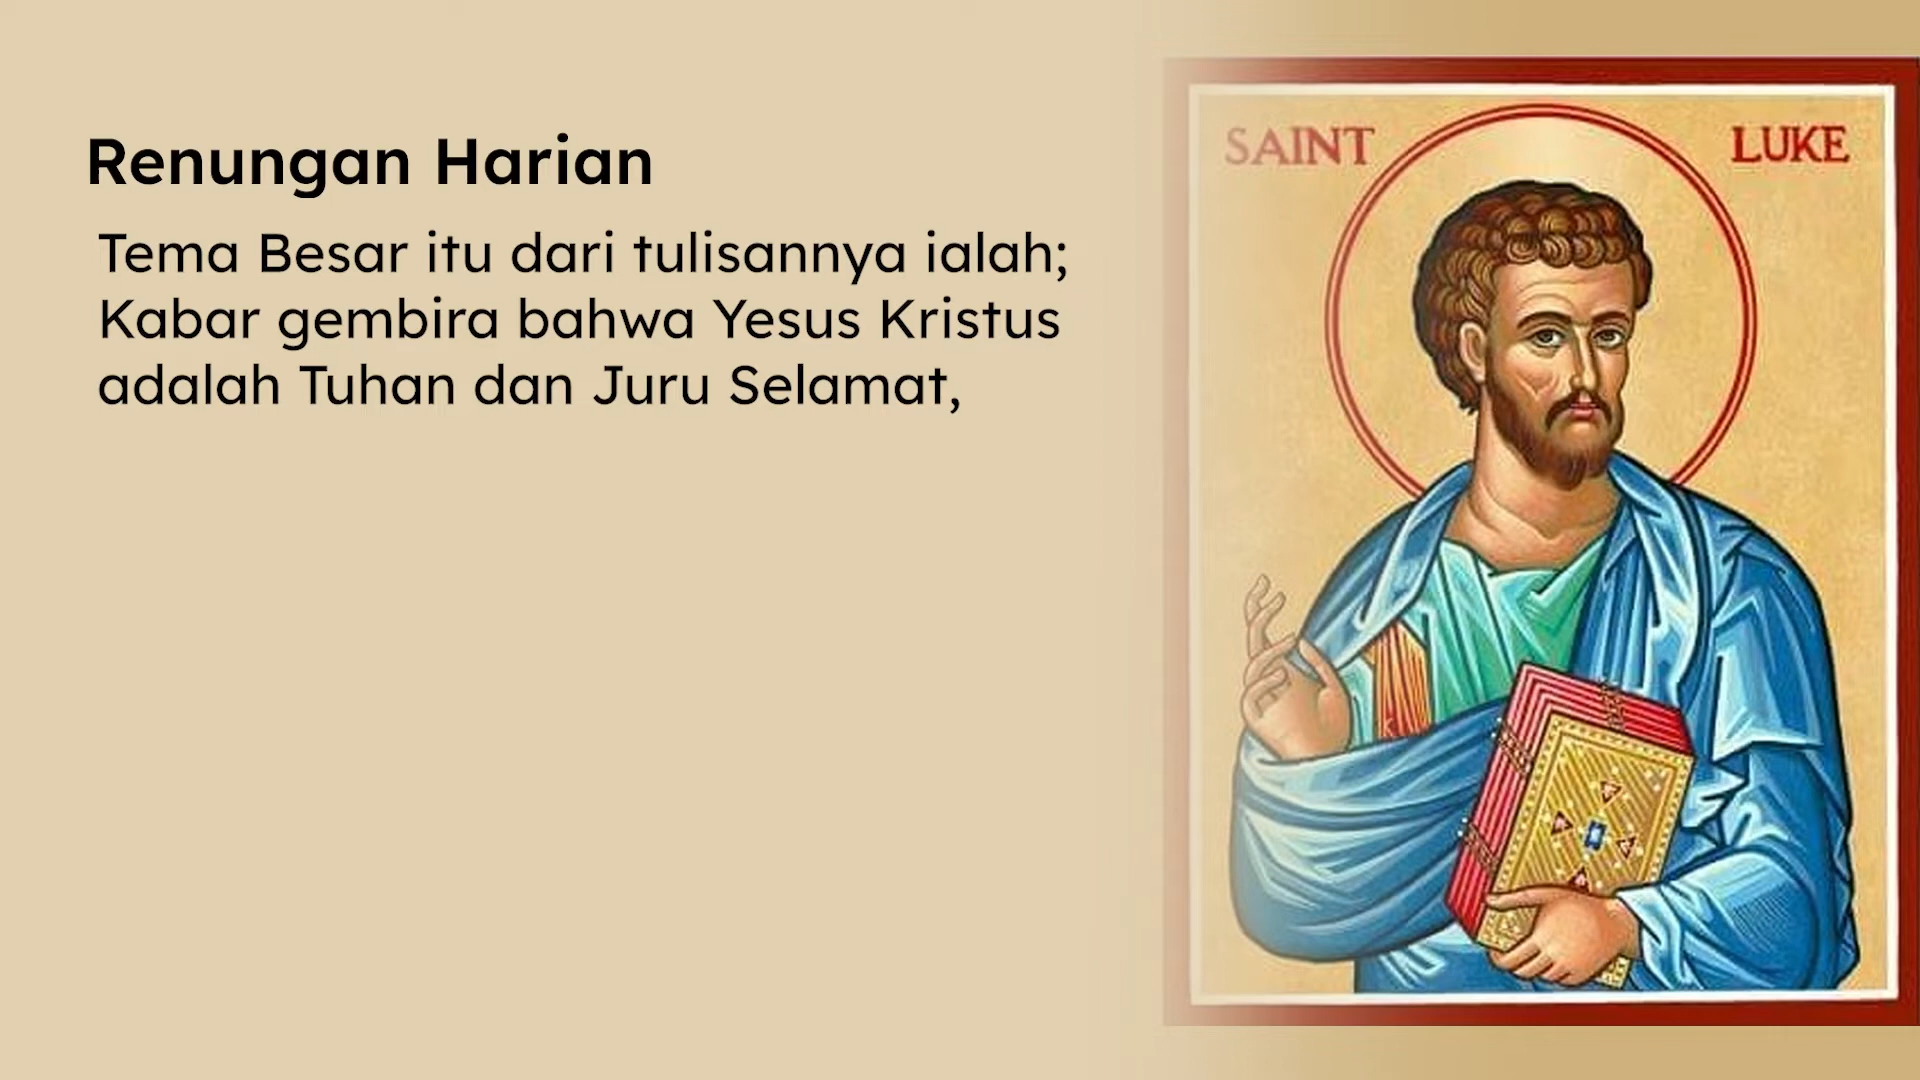 Renungan Harian
Tema Besar itu dari tulisannya ialah;
Kabar gembira bahwa Yesus Kristus
adalah Tuhan dan Juru Selamat,
SAINT LUKE